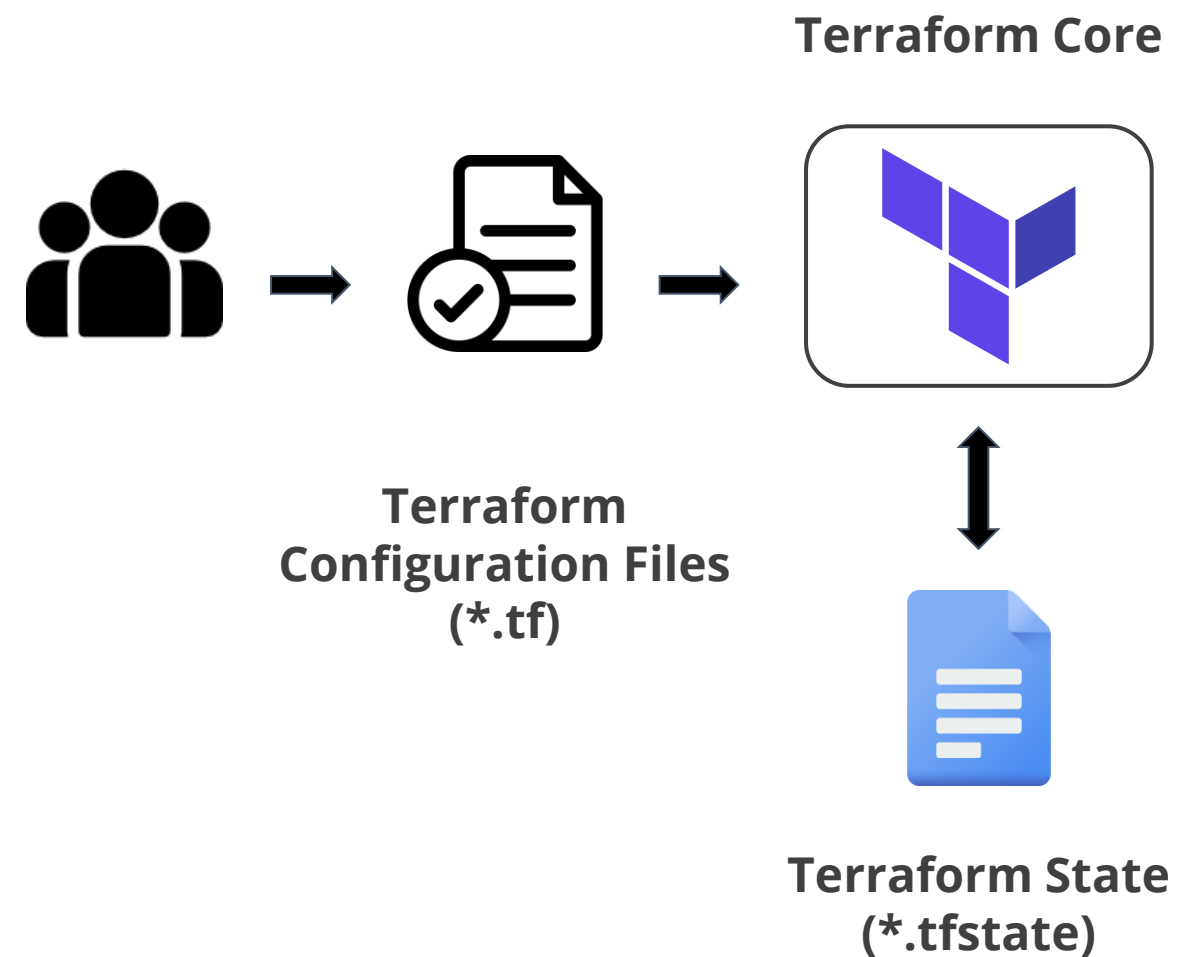 Terraform Core
Terraform
Configuration Files
(*.tf)
Terraform State
(*.tfstate)